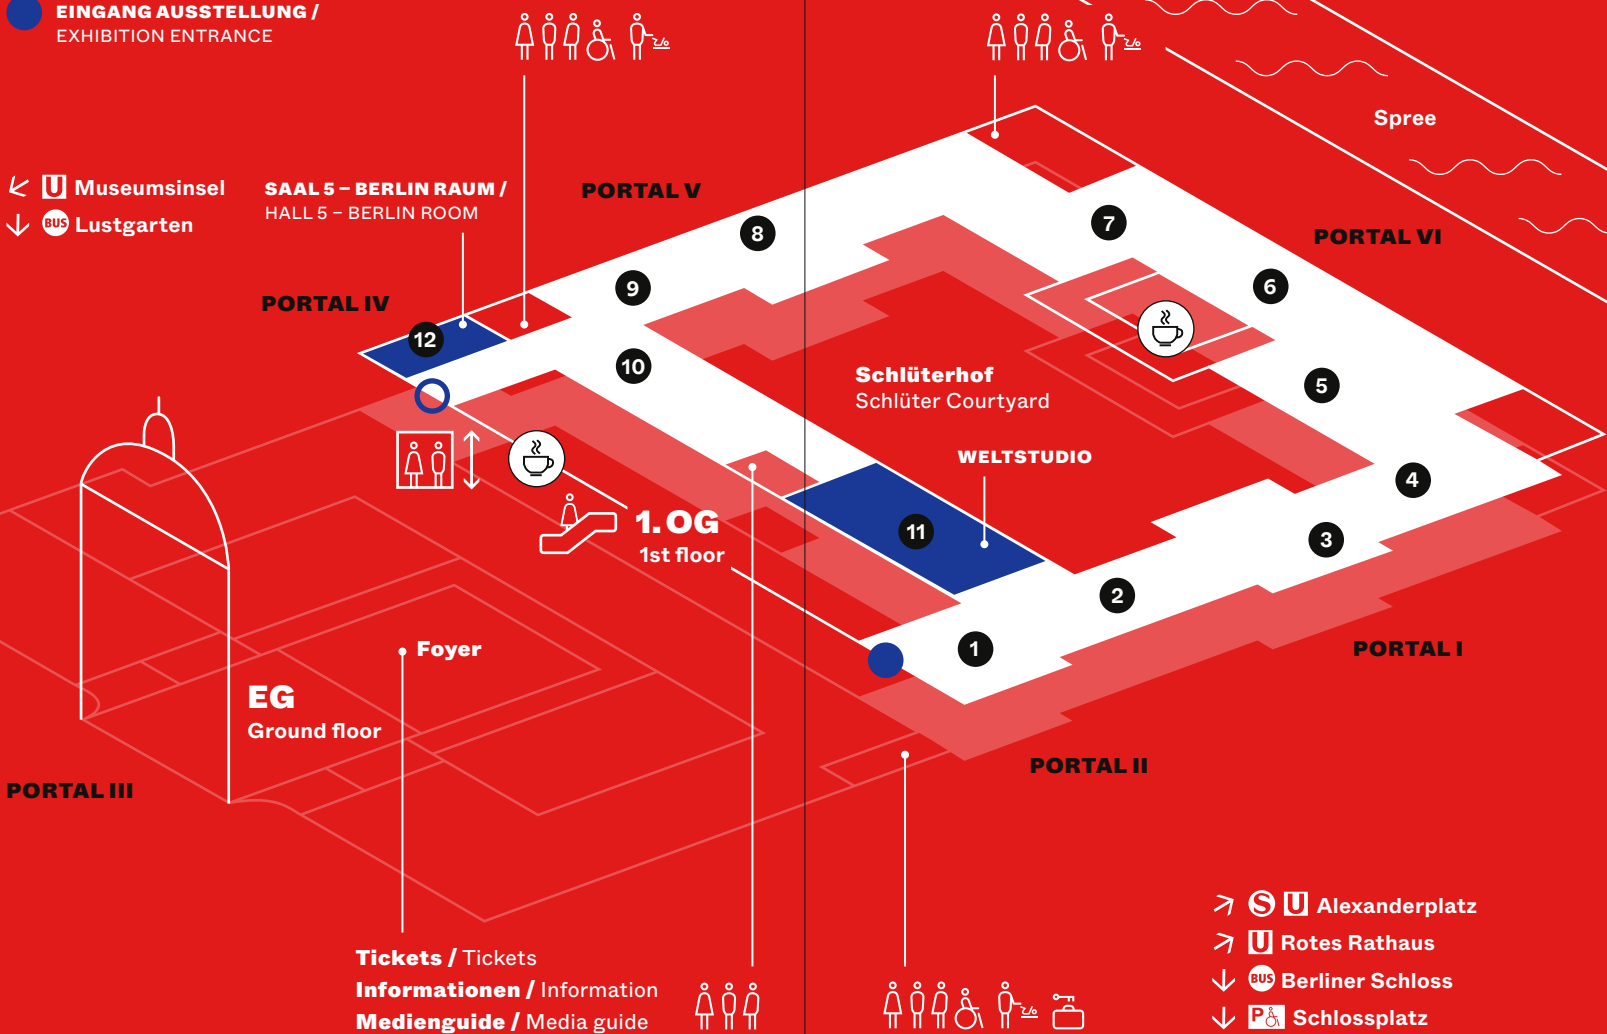 EINGANG AUSSTELLUNG /
EXHIBITION ENTRANCE
U Museumsinsel
BUS Lustgarten
SAAL 5 – BERLIN RAUM /
HALL 5 – BERLIN ROOM
PORTAL V
PORTAL IV
Spree
PORTAL VI
7
8
6
9
12
10
5
Schlüterhof
Schlüter Courtyard
WELTSTUDIO
4
11
3
1. OG
1st floor
2
1
Foyer
PORTAL I
EG
Ground floor
PORTAL III
PORTAL II
Tickets / Tickets
Informationen / Information
Medienguide / Media guide
S U Alexanderplatz
U Rotes Rathaus
BUS Berliner Schloss
P Schlossplatz